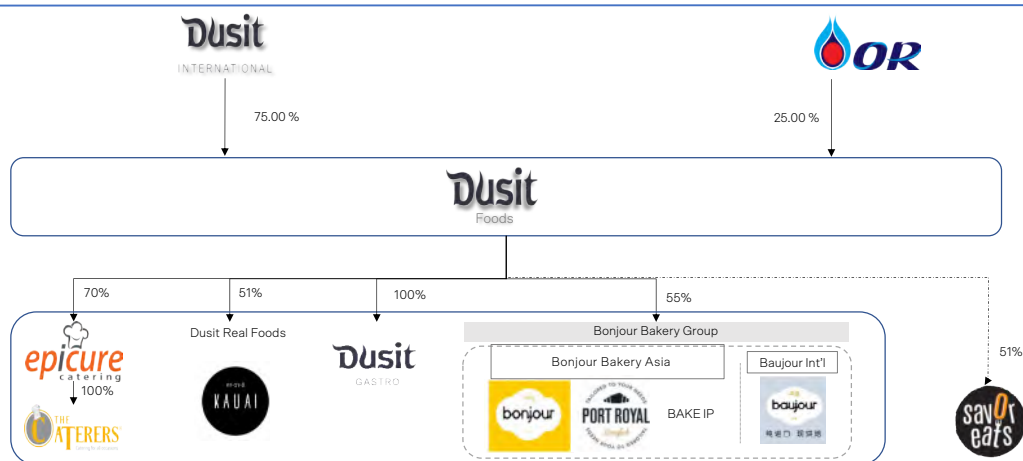 Dusit
INTERNATIONAL
OR
75.00 %
25.00 %
Dusit
Foods
70%
51%
100%
55%
Dusit Real Foods
Bonjour Bakery Group
epicure
catering
Dusit
GASTRO
Bonjour Bakery Asia
Baujour Int'l
51%
100%
KAUAI
bonjour
PORT ROYAL
BAKE IP
baujour
THE
CATERERS
savOr
eats